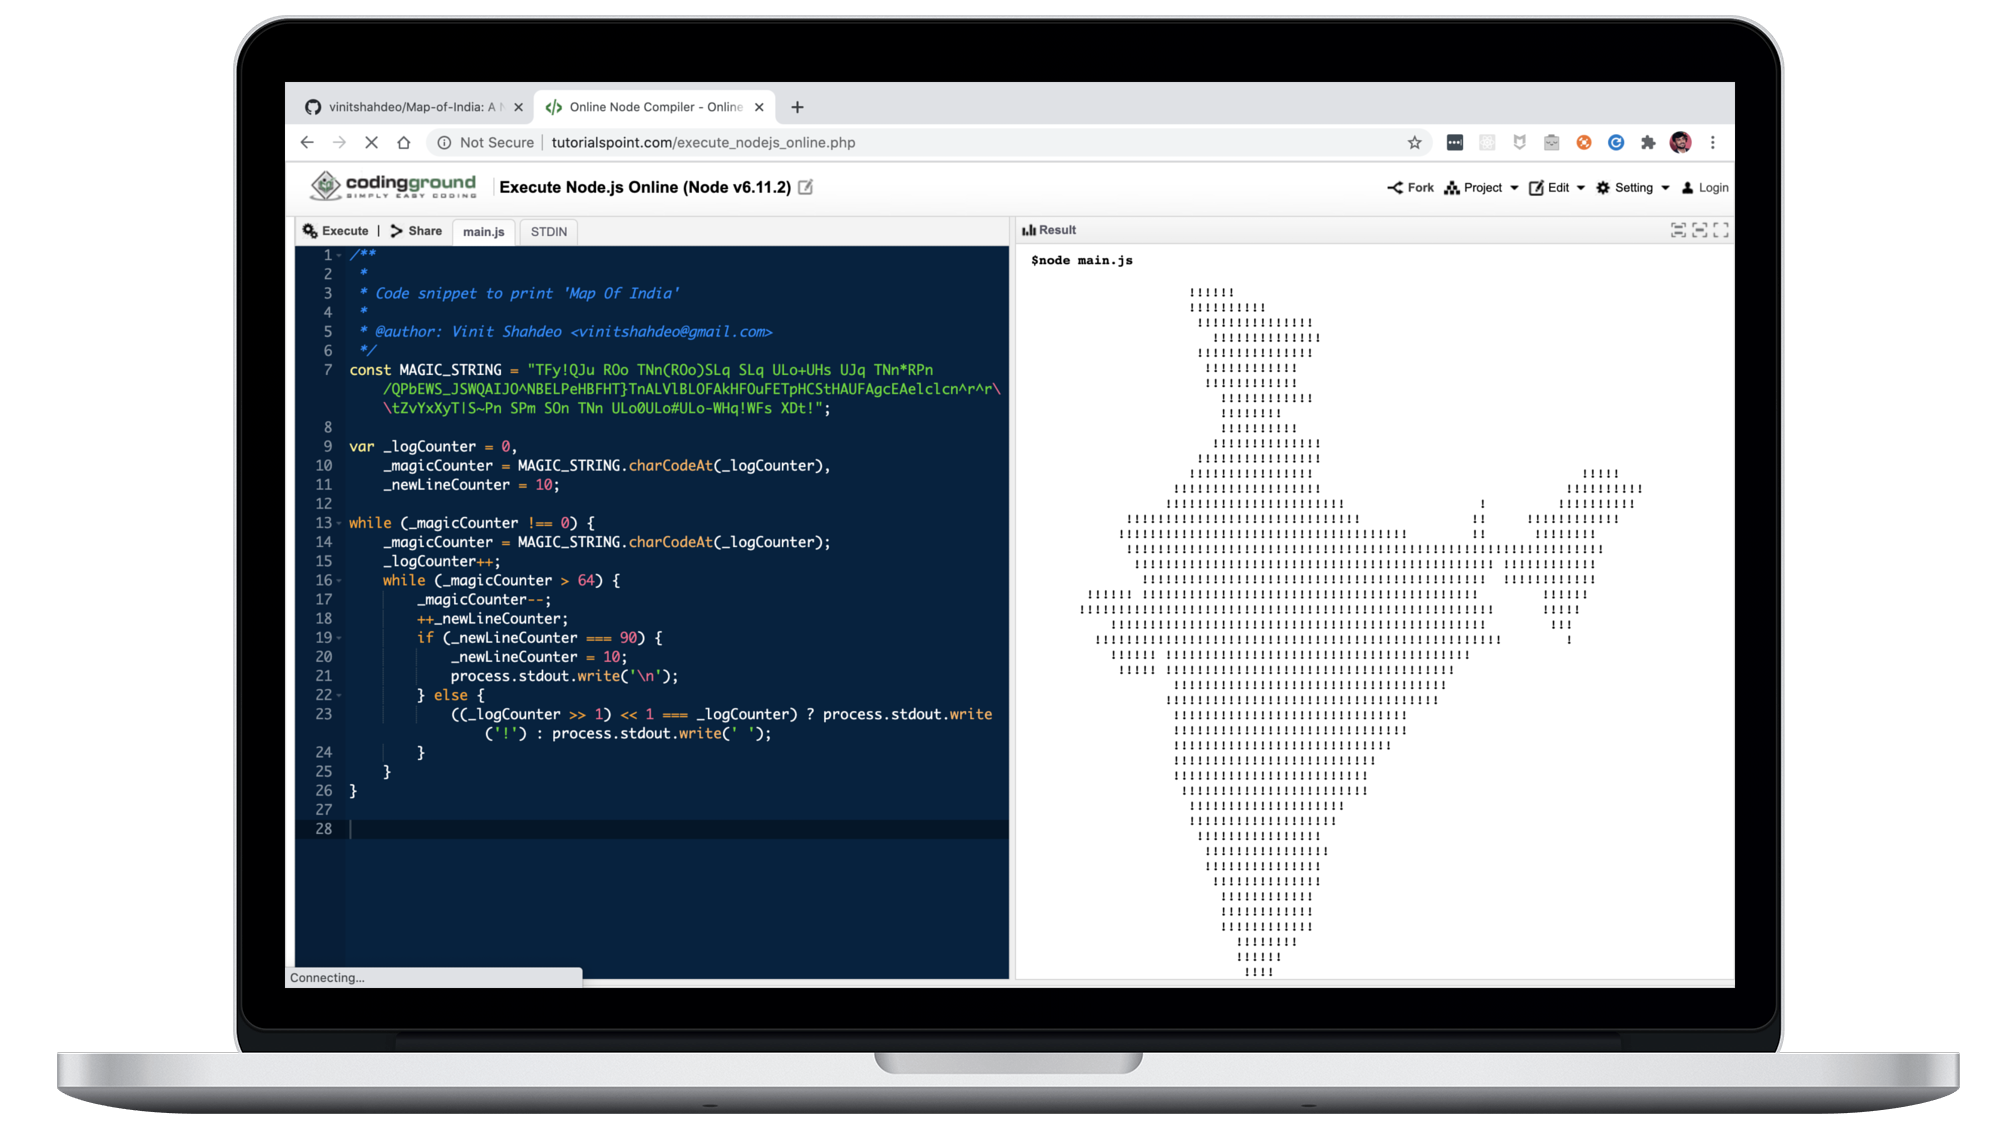 vinitshahdeo/Map-of-India: A N
Online Node Compiler - Online
Not Secure | tutorialspoint.com/execute_nodejs_online.php
codingground
SIMPLY EASY CODING
Execute Node.js Online (Node v6.11.2)
Fork Project Edit Setting Login
Execute | Share main.js STDIN
1 /**
2 *
3 * Code snippet to print 'Map Of India'
4 *
5 * @author: Vinit Shahdeo <vinitshahdeo@gmail.com>
6 */
7 const MAGIC_STRING = "TFy!QJu ROo TNn(ROo)SLq SLq ULo+UHs UJq TNn*RPn
/QPbEWS_JSWQAIJO^NBELPeHBFHT}TnALVlBLOFAkHFOuFETpHCStHAUFAgcEAelclcn^r^r\
\tZvYxXyT|S~Pn SPm SOn TNn ULo0ULo#ULo-WHq!WFs XDt!";
8
9 var _logCounter = 0,
10 _magicCounter = MAGIC_STRING.charCodeAt(_logCounter),
11 _newLineCounter = 10;
12
13 while (_magicCounter !== 0) {
14 _magicCounter = MAGIC_STRING.charCodeAt(_logCounter);
15 _logCounter++;
16 while (_magicCounter > 64) {
17 _magicCounter--;
18 ++_newLineCounter;
19 if (_newLineCounter === 90) {
20 _newLineCounter = 10;
21 process.stdout.write('\n');
22 } else {
23 ((_logCounter >> 1) << 1 === _logCounter) ? process.stdout.write
('!') : process.stdout.write(' ');
24 }
25 }
26 }
27
28
Connecting...
Result
$node main.js